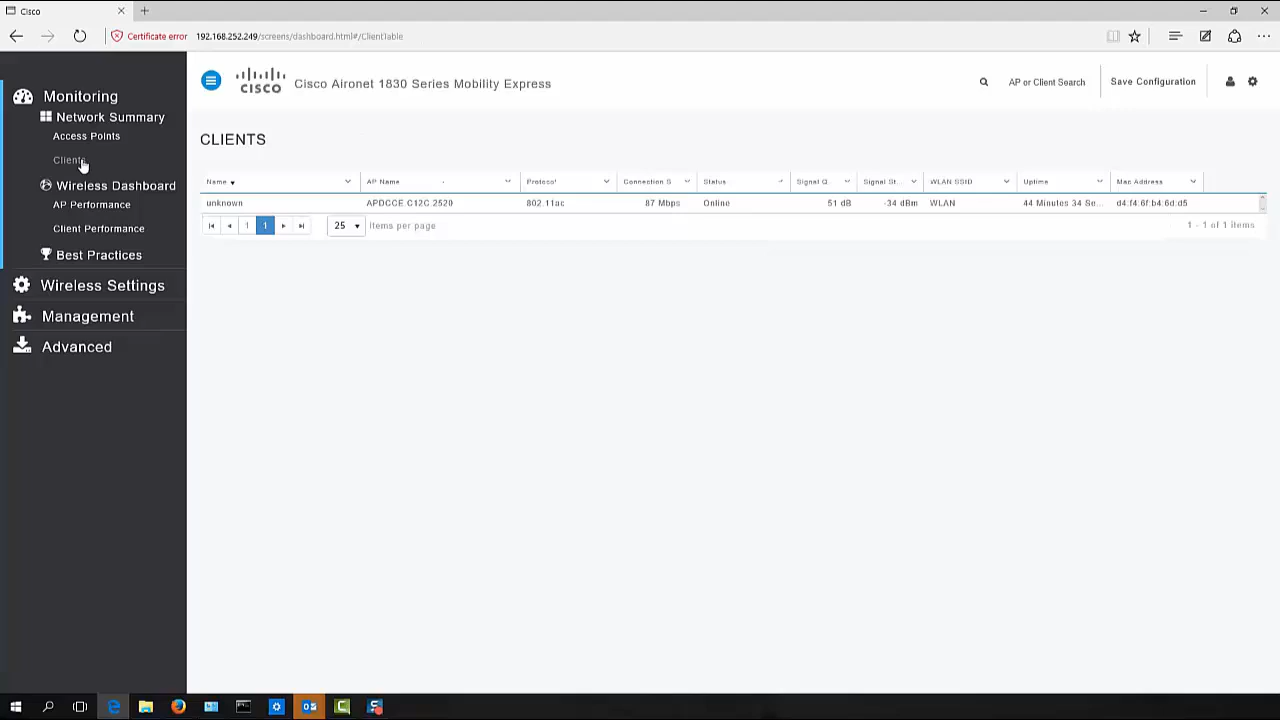 Cisco
Certificate error 192.168.252.249/screens/dashboard.html#/ClientTable
Monitoring
Network Summary
Access Points
Clients
Wireless Dashboard
AP Performance
Client Performance
Best Practices
Wireless Settings
Management
Advanced
CISCO Cisco Aironet 1830 Series Mobility Express
AP or Client Search Save Configuration
CLIENTS
Name AP Name Protocol Connection S Status Signal Q. Signal St... WLAN SSID Uptime Mac Address
unknown APDCCE C12C 2520 802.11ac 87 Mbps Online 51 dB -34 dBm WLAN 44 Minutes 34 Se... d4:f4:6f:b4:6d:d5
1 1 25 Items per page 1 - 1 of 1 items